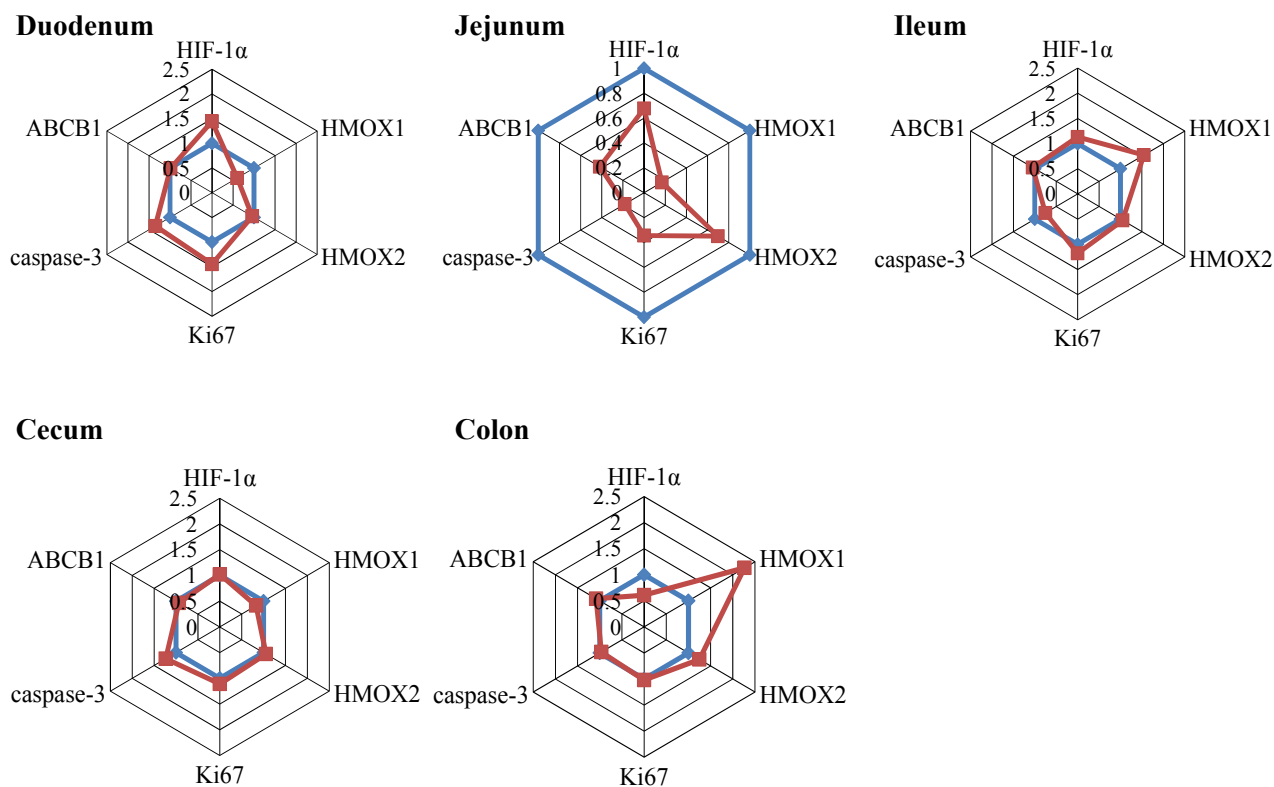 Duodenum
HIF-1α
2.5
2
1.5
1
0.5
0
HMOX1
HMOX2
Ki67
caspase-3
ABCB1
Jejunum
HIF-1α
1
0.8
0.6
0.4
0.2
0
HMOX1
HMOX2
Ki67
caspase-3
ABCB1
Ileum
HIF-1α
2.5
2
1.5
1
0.5
0
HMOX1
HMOX2
Ki67
caspase-3
ABCB1
Cecum
HIF-1α
2.5
2
1.5
1
0.5
0
HMOX1
HMOX2
Ki67
caspase-3
ABCB1
Colon
HIF-1α
2.5
2
1.5
1
0.5
0
HMOX1
HMOX2
Ki67
caspase-3
ABCB1